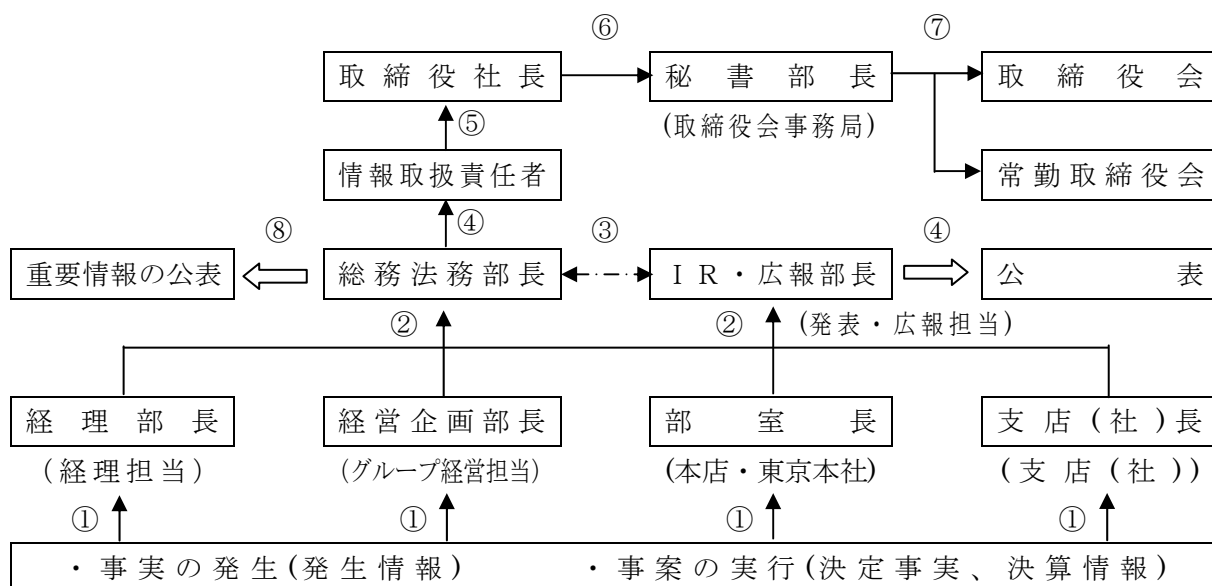 ⑥ ⑦
取締役社長 秘書部長 取締役会
(取締役会事務局)
⑤
情報取扱責任者 常勤取締役会
⑧ ④ ③ ④
重要情報の公表 総務法務部長 ＩＲ・広報部長 公表
② ② (発表・広報担当)
経理部長 経営企画部長 部室長 支店(社)長
(経理担当) (グループ経営担当) (本店・東京本社) (支店(社))
① ① ① ①
・事実の発生(発生情報) ・事案の実行(決定事実、決算情報)